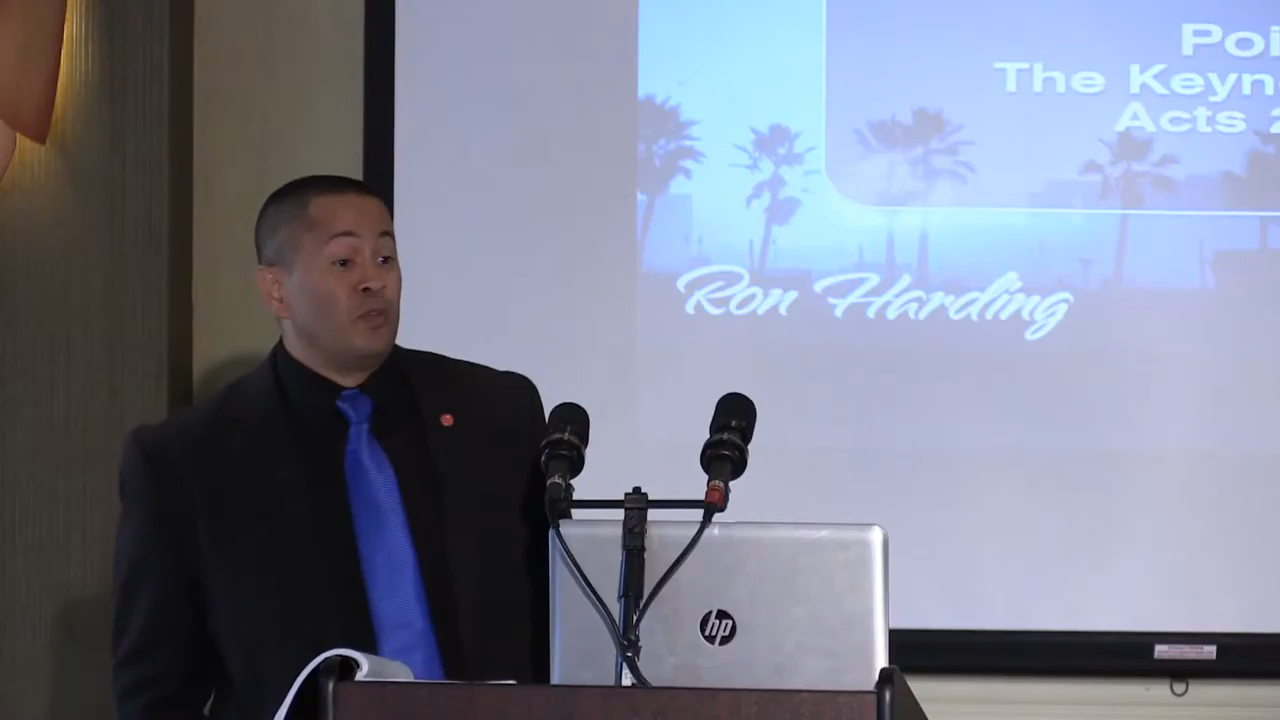 Poi
The Keyn
Acts 2
Ron Harding
hp